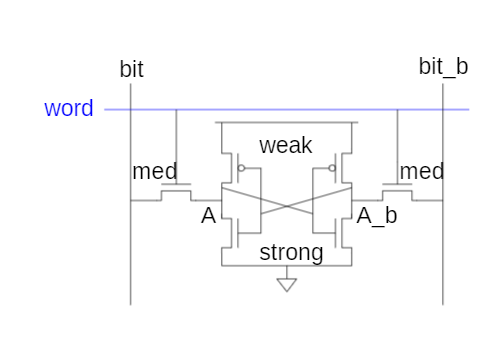 bit
bit_b
word
weak
med
med
A
A_b
strong